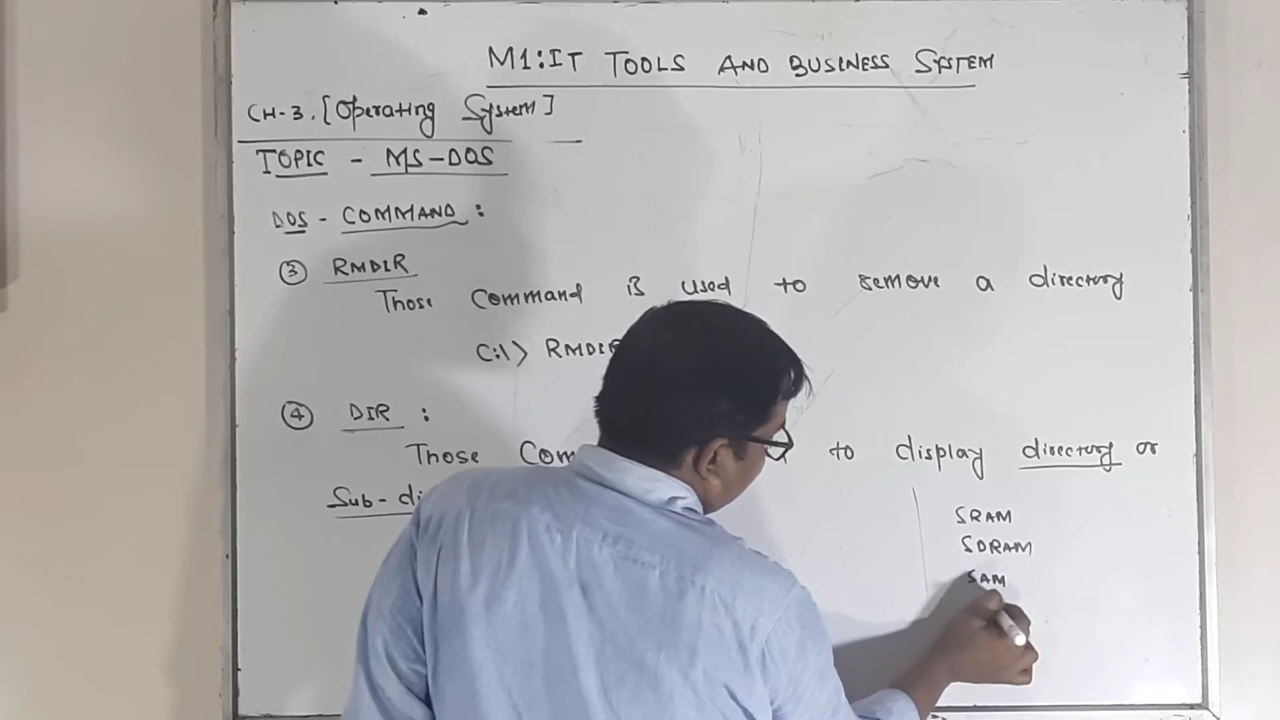 M1:IT TOOLS AND BUSINESS SYSTEM
CH-3. [Operating System]
TOPIC - MS-DOS
DOS - COMMAND :
③ RMDIR
Those Command is used to remove a directory
C:\> RMDIR
④ DIR :
Those Com to display directory or
Sub-di
SRAM
SDRAM
SAM